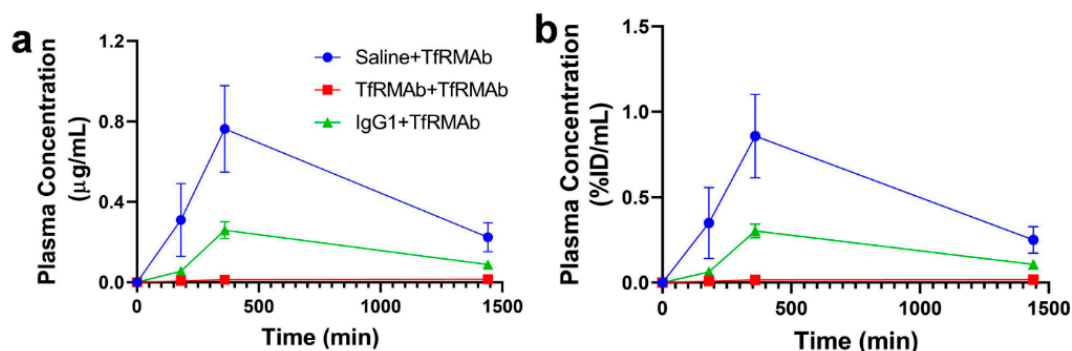 a
Plasma Concentration
(μg/mL)
1.2
0.8
0.4
0.0
Saline+TfRMAb
TfRMAb+TfRMAb
IgG1+TfRMAb
0 500 1000 1500
Time (min)
b
Plasma Concentration
(%ID/mL)
1.5
1.0
0.5
0.0
0 500 1000 1500
Time (min)